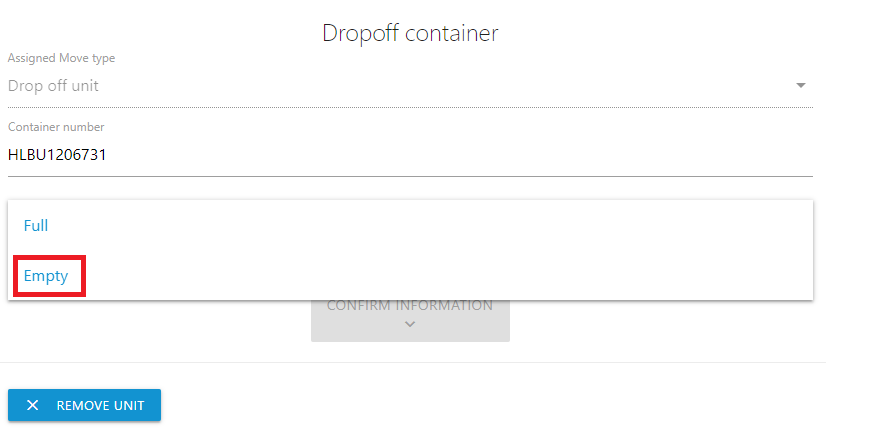 Dropoff container
Assigned Move type
Drop off unit
Container number
HLBU1206731
Full
Empty
CONFIRM INFORMATION
REMOVE UNIT